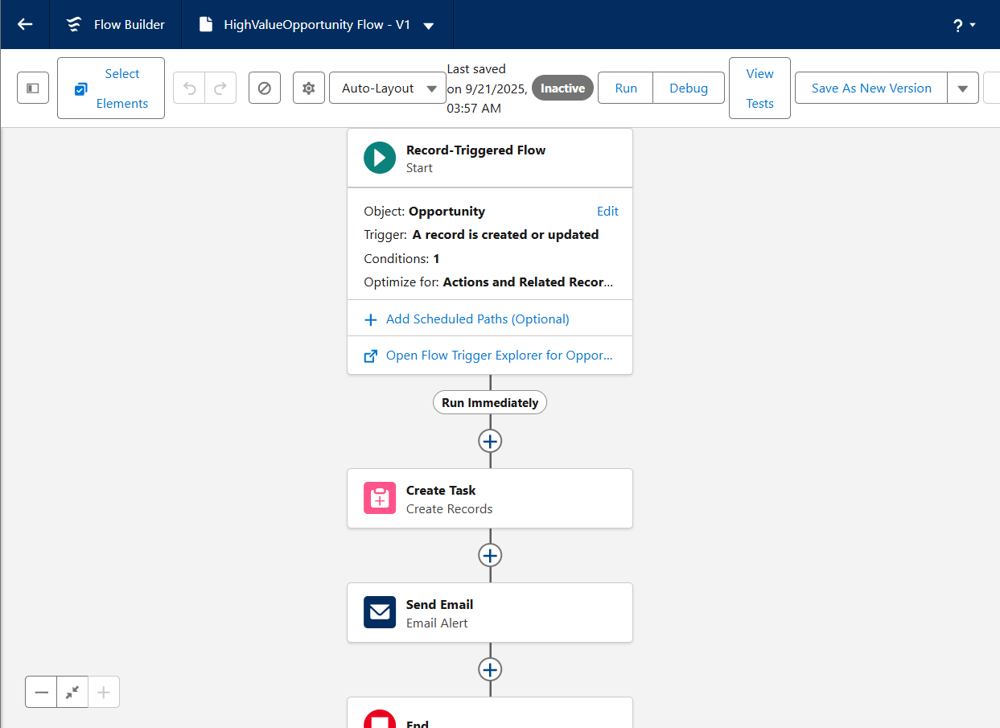 Flow Builder
HighValueOpportunity Flow - V1
?
Select
Elements
Auto-Layout
Last saved
on 9/21/2025,
03:57 AM
Inactive
Run
Debug
View
Tests
Save As New Version
Record-Triggered Flow
Start
Object: Opportunity
Edit
Trigger: A record is created or updated
Conditions: 1
Optimize for: Actions and Related Recor...
Add Scheduled Paths (Optional)
Open Flow Trigger Explorer for Oppor...
Run Immediately
Create Task
Create Records
Send Email
Email Alert
End